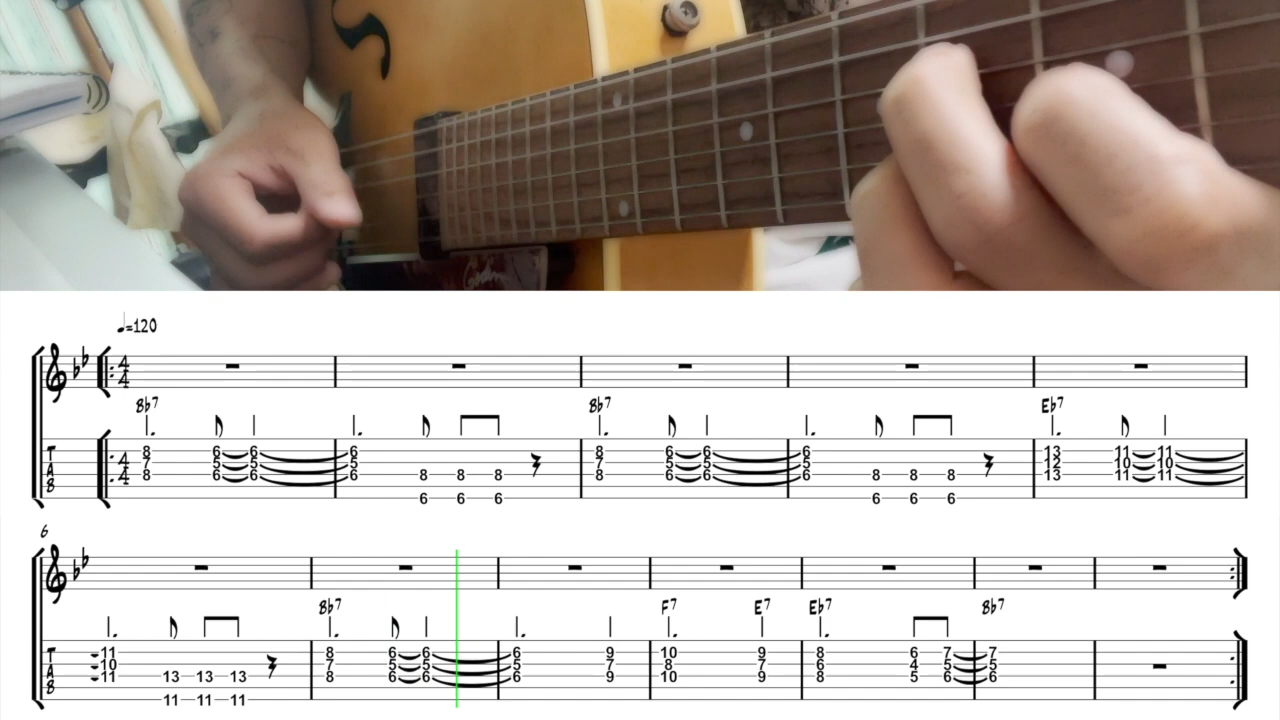 ♩=120
4
4
Bb7 Bb7 Eb7
T
A
B
4
4
8 6 6 6 8 6 6 6 13 11 11
7 5 5 5 7 5 5 5 12 10 10
8 6 6 6 8 8 8 8 6 6 6 8 8 8 13 11 11
6 6 6 6 6 6
6
Bb7 F7 E7 Eb7 Bb7
T
A
B
11 8 6 6 6 9 10 9 8 6 7 7
10 7 5 5 5 7 8 7 6 4 5 5
11 13 13 13 8 6 6 6 9 10 9 8 5 6 6
11 11 11